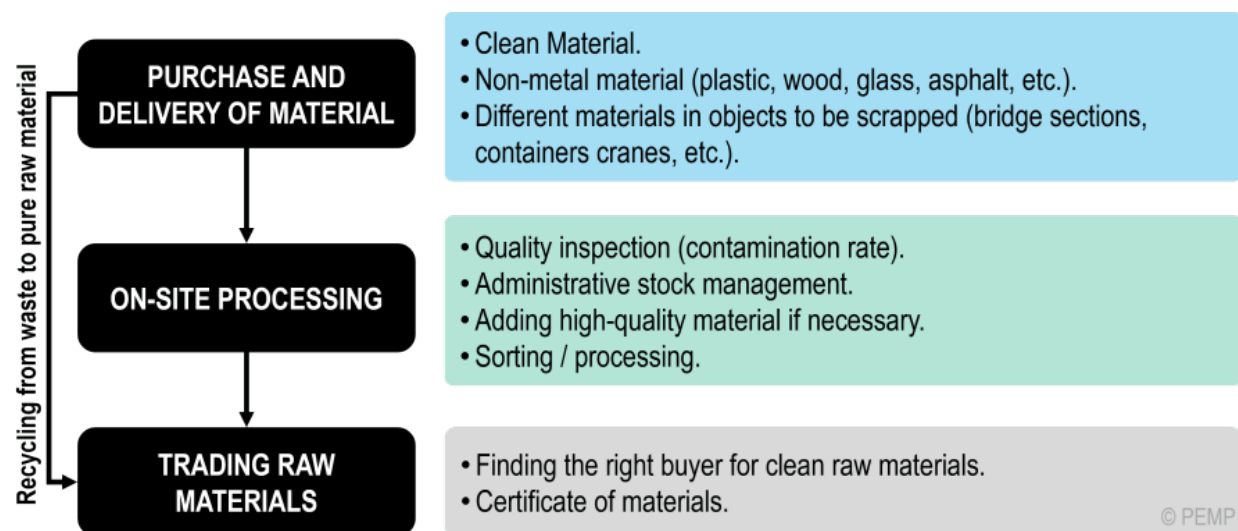 Recycling from waste to pure raw material
PURCHASE AND
DELIVERY OF MATERIAL
• Clean Material.
• Non-metal material (plastic, wood, glass, asphalt, etc.).
• Different materials in objects to be scrapped (bridge sections,
containers cranes, etc.).
ON-SITE PROCESSING
• Quality inspection (contamination rate).
• Administrative stock management.
• Adding high-quality material if necessary.
• Sorting / processing.
TRADING RAW
MATERIALS
• Finding the right buyer for clean raw materials.
• Certificate of materials.
© PEMP